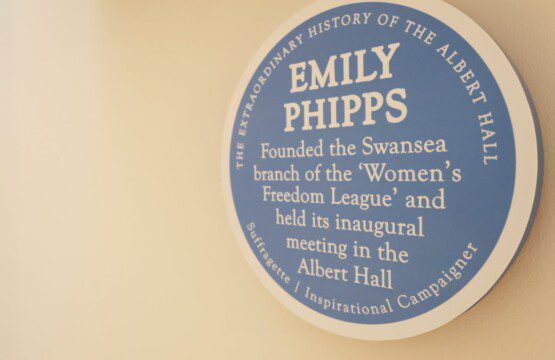 THE EXTRAORDINARY HISTORY OF THE ALBERT HALL
EMILY
PHIPPS
Founded the Swansea
branch of the ‘Women’s
Freedom League’ and
held its inaugural
meeting in the
Albert Hall
Suffragette | Inspirational Campaigner